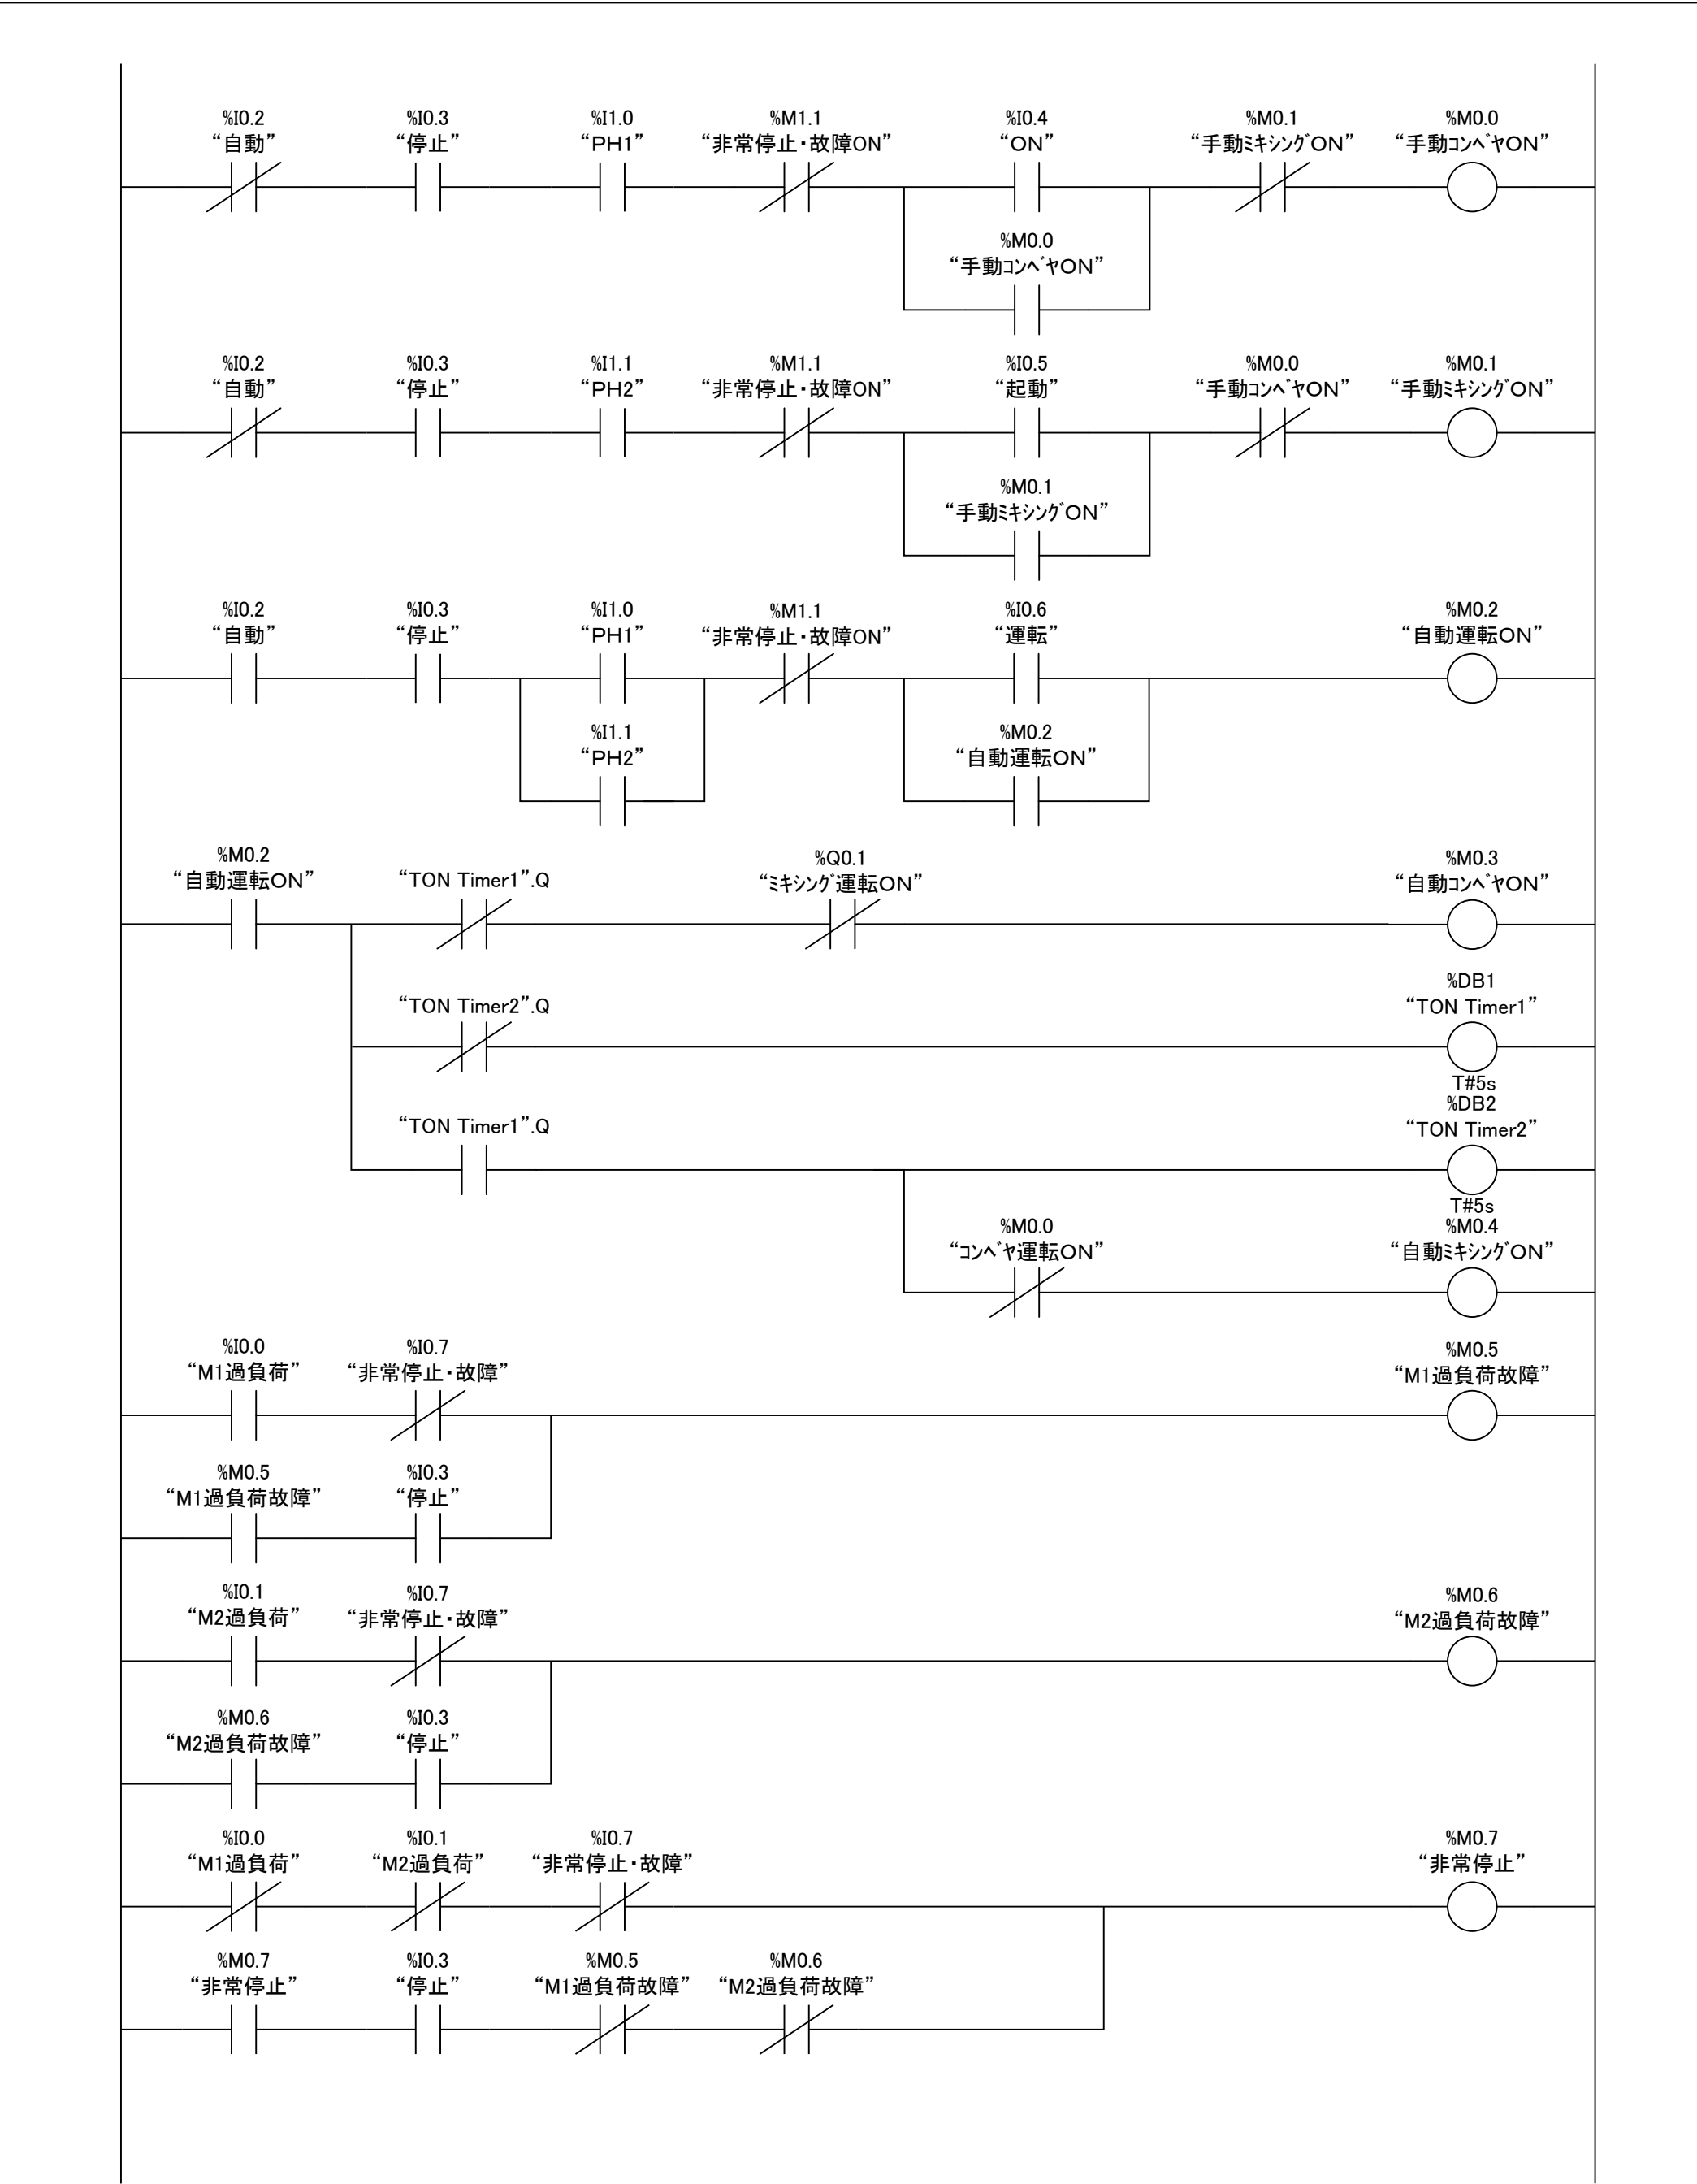 %I0.2 %I0.3 %I1.0 %M1.1 %I0.4 %M0.1 %M0.0
“自動” “停止” “PH1” “非常停止・故障ON” “ON” “手動ﾐｷｼﾝｸﾞON” “手動ｺﾝﾍﾞﾔON”
%M0.0
“手動ｺﾝﾍﾞﾔON”
%I0.2 %I0.3 %I1.1 %M1.1 %I0.5 %M0.0 %M0.1
“自動” “停止” “PH2” “非常停止・故障ON” “起動” “手動ｺﾝﾍﾞﾔON” “手動ﾐｷｼﾝｸﾞON”
%M0.1
“手動ﾐｷｼﾝｸﾞON”
%I0.2 %I0.3 %I1.0 %M1.1 %I0.6 %M0.2
“自動” “停止” “PH1” “非常停止・故障ON” “運転” “自動運転ON”
%I1.1 %M0.2
“PH2” “自動運転ON”
%M0.2 %Q0.1 %M0.3
“自動運転ON” “TON Timer1”.Q “ﾐｷｼﾝｸﾞ運転ON” “自動ｺﾝﾍﾞﾔON”
%DB1
“TON Timer2”.Q “TON Timer1”
T#5s
%DB2
“TON Timer1”.Q “TON Timer2”
T#5s
%M0.0 %M0.4
“ｺﾝﾍﾞﾔ運転ON” “自動ﾐｷｼﾝｸﾞON”
%I0.0 %I0.7 %M0.5
“M1過負荷” “非常停止・故障” “M1過負荷故障”
%M0.5 %I0.3
“M1過負荷故障” “停止”
%I0.1 %I0.7 %M0.6
“M2過負荷” “非常停止・故障” “M2過負荷故障”
%M0.6 %I0.3
“M2過負荷故障” “停止”
%I0.0 %I0.1 %I0.7 %M0.7
“M1過負荷” “M2過負荷” “非常停止・故障” “非常停止”
%M0.7 %I0.3 %M0.5 %M0.6
“非常停止” “停止” “M1過負荷故障” “M2過負荷故障”